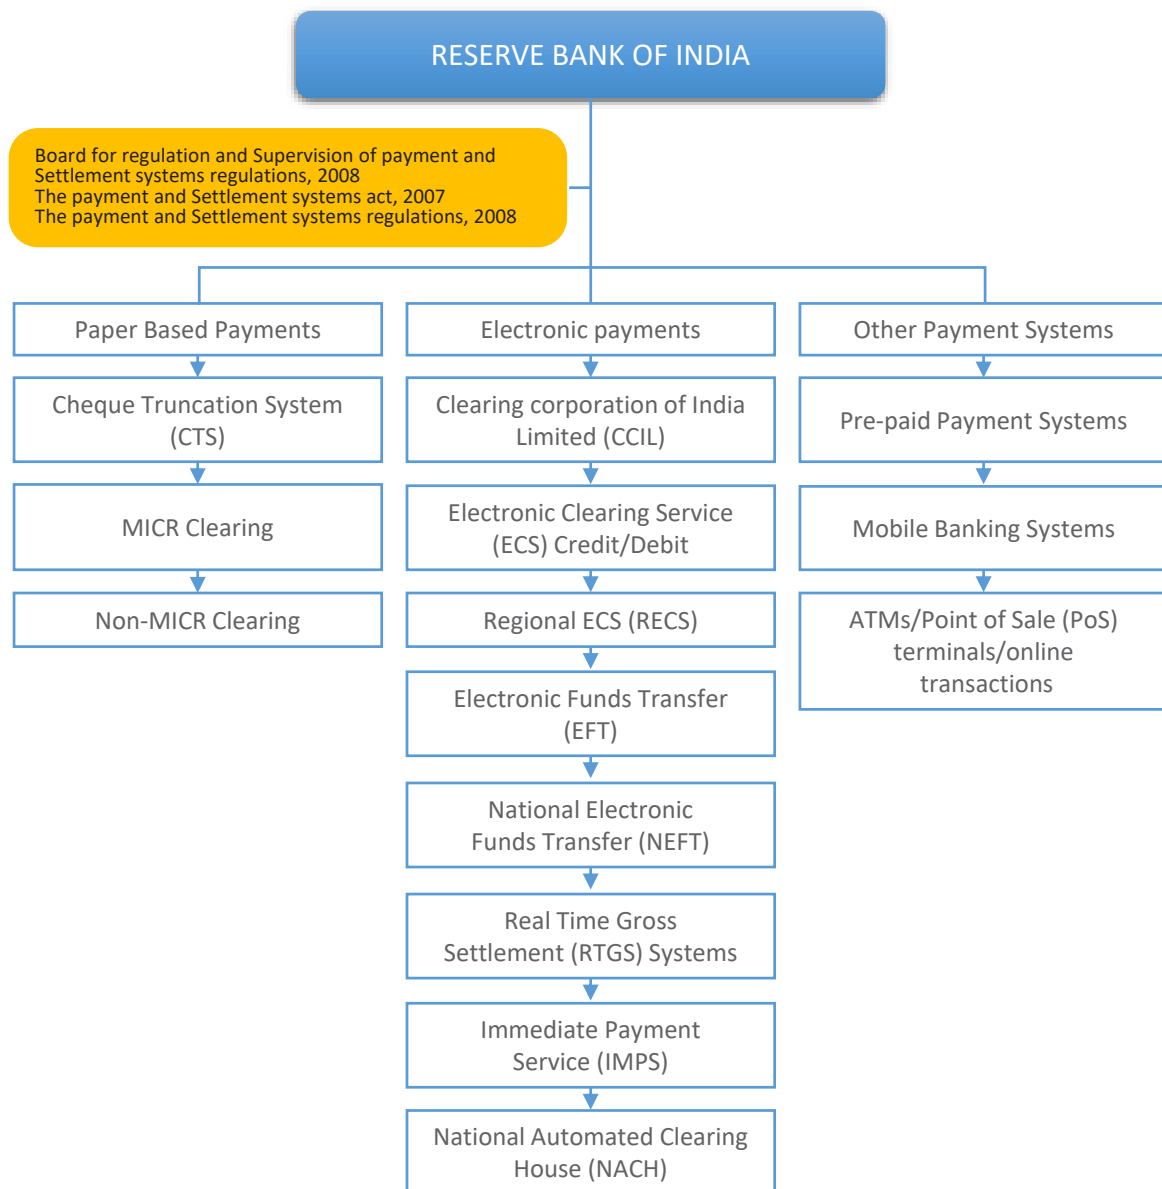 RESERVE BANK OF INDIA
Board for regulation and Supervision of payment and
Settlement systems regulations, 2008
The payment and Settlement systems act, 2007
The payment and Settlement systems regulations, 2008
Paper Based Payments
Cheque Truncation System
(CTS)
MICR Clearing
Non-MICR Clearing
Electronic payments
Clearing corporation of India
Limited (CCIL)
Electronic Clearing Service
(ECS) Credit/Debit
Regional ECS (RECS)
Electronic Funds Transfer
(EFT)
National Electronic
Funds Transfer (NEFT)
Real Time Gross
Settlement (RTGS) Systems
Immediate Payment
Service (IMPS)
National Automated Clearing
House (NACH)
Other Payment Systems
Pre-paid Payment Systems
Mobile Banking Systems
ATMs/Point of Sale (PoS)
terminals/online
transactions